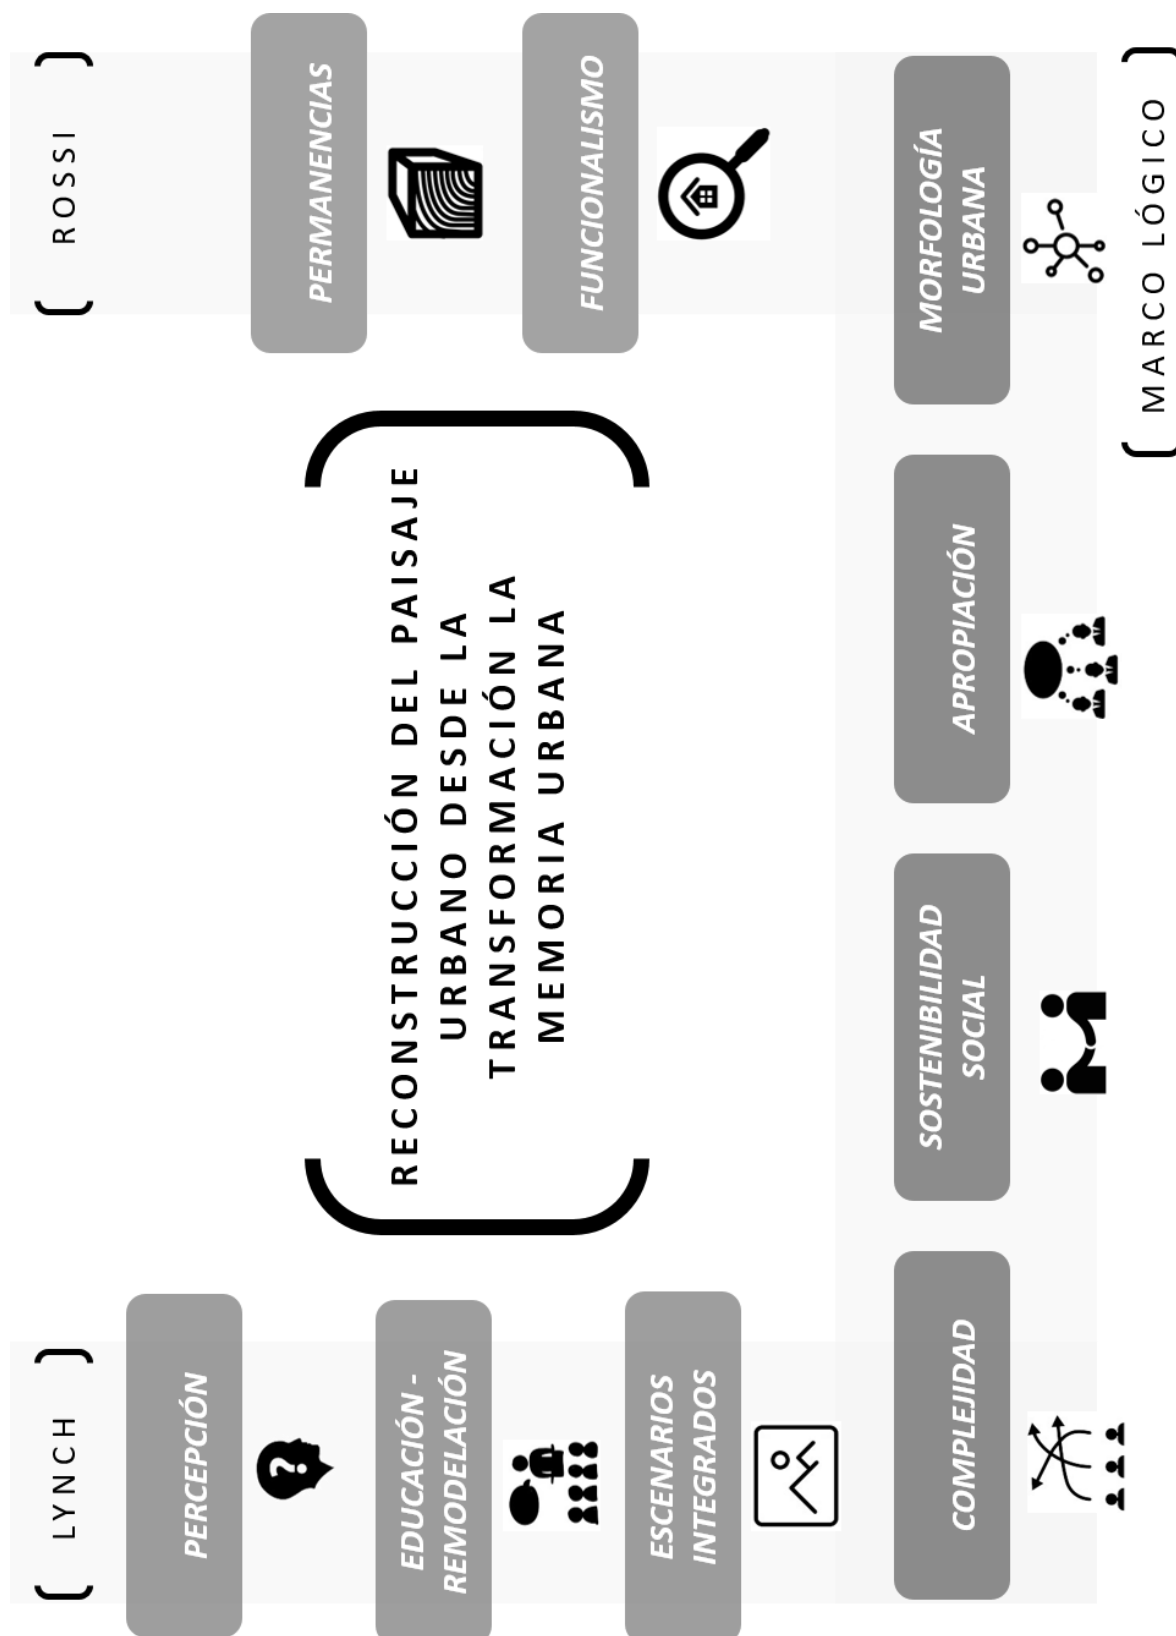 LYNCH
PERCEPCIÓN
EDUCACIÓN -
REMODELACIÓN
ESCENARIOS
INTEGRADOS
RECONSTRUCCIÓN DEL PAISAJE
URBANO DESDE LA
TRANSFORMACIÓN LA
MEMORIA URBANA
ROSSI
PERMANENCIAS
FUNCIONALISMO
COMPLEJIDAD
SOSTENIBILIDAD
SOCIAL
APROPIACIÓN
MORFOLOGÍA
URBANA
MARCO LÓGICO